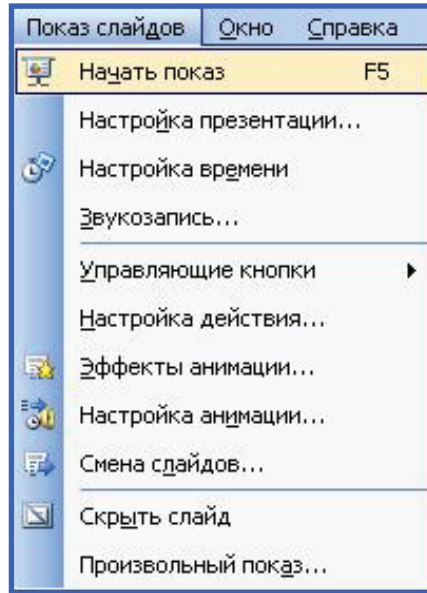 Показ слайдов Окно Справка
Начать показ F5
Настройка презентации...
Настройка времени
Звукозапись...
Управляющие кнопки
Настройка действия...
Эффекты анимации...
Настройка анимации...
Смена слайдов...
Скрыть слайд
Произвольный показ...